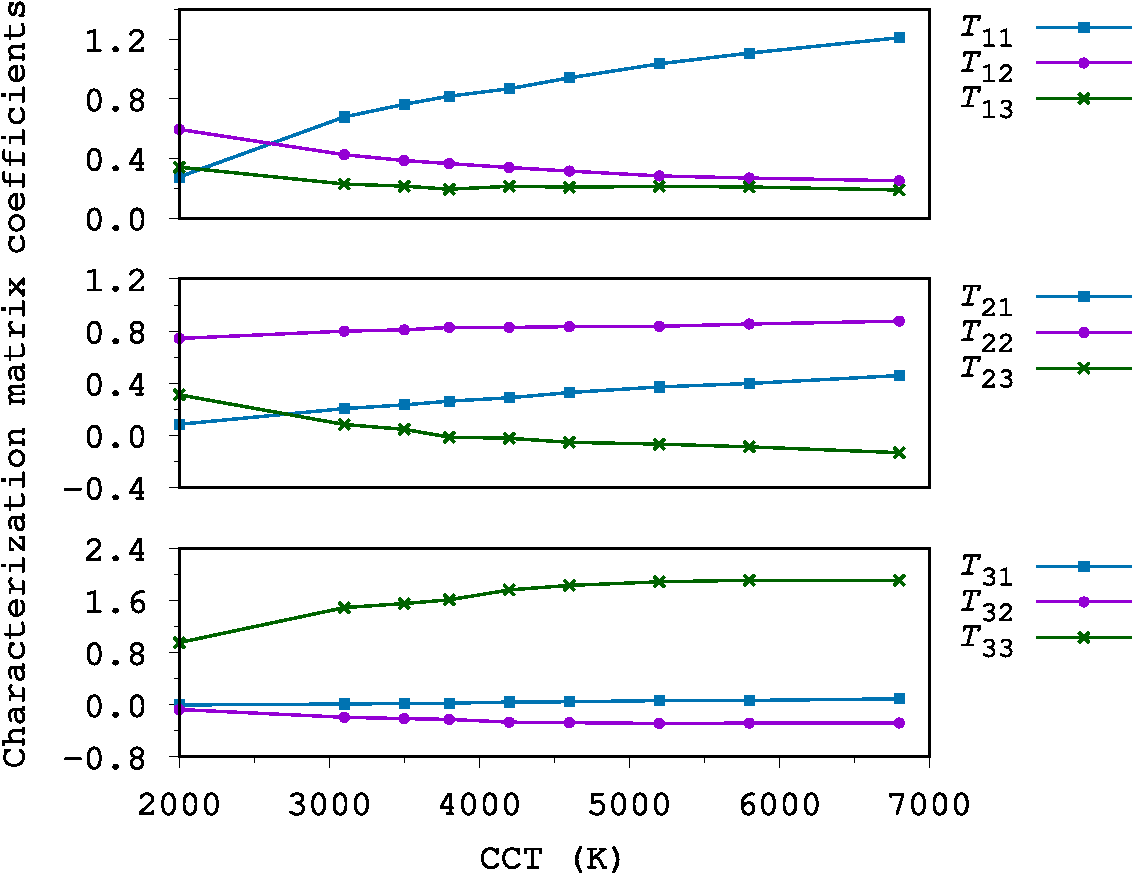 Characterization matrix coefficients
1.2
0.8
0.4
0.0
T11
T12
T13
1.2
0.8
0.4
0.0
−0.4
T21
T22
T23
2.4
1.6
0.8
0.0
−0.8
T31
T32
T33
2000 3000 4000 5000 6000 7000
CCT (K)